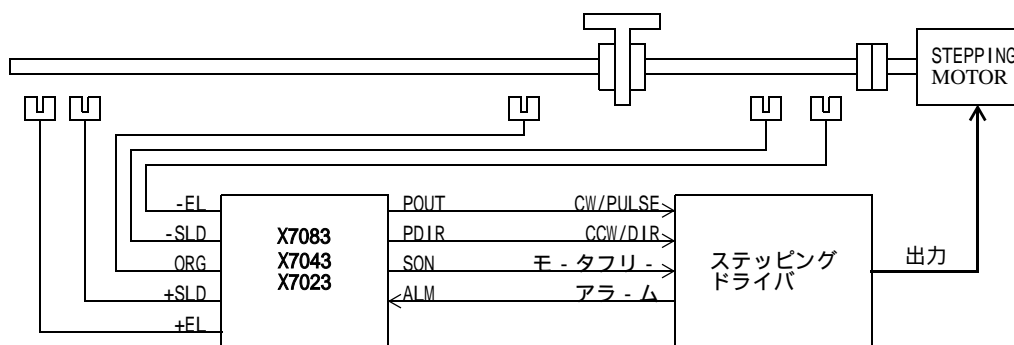 STEPPING
MOTOR
-EL
-SLD
ORG
+SLD
+EL
X7083
X7043
X7023
POUT
PDIR
SON
ALM
CW/PULSE
CCW/DIR
モ-タフリ-
アラ-ム
ステッピング
ドライバ
出力